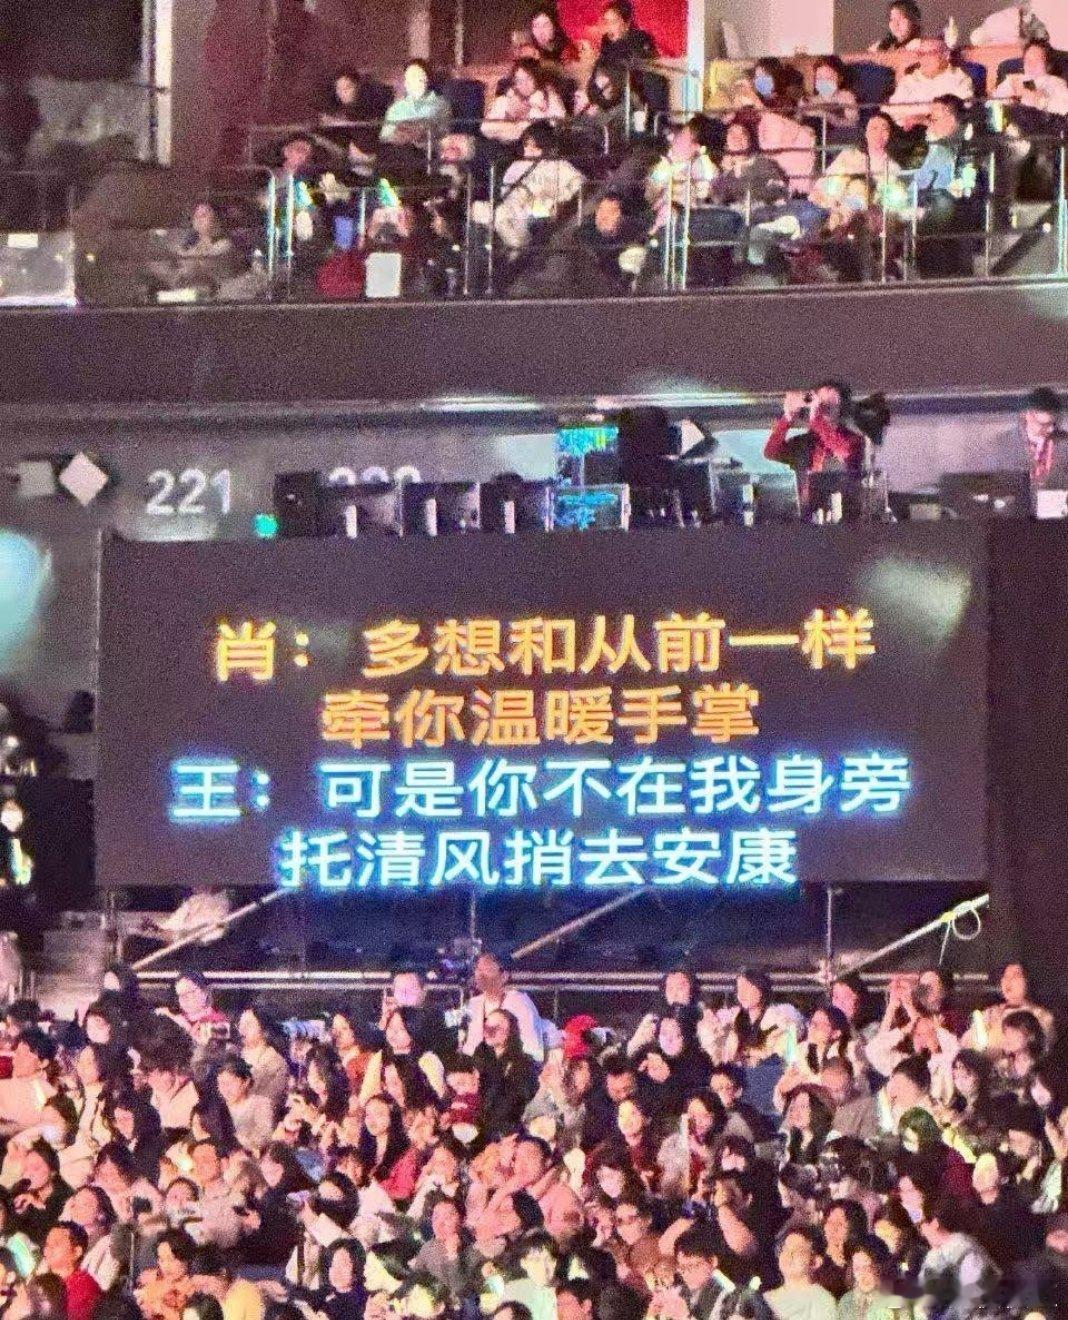 221
222
肖：多想和从前一样
牵你温暖手掌
王：可是你不在我身旁
托清风捎去安康